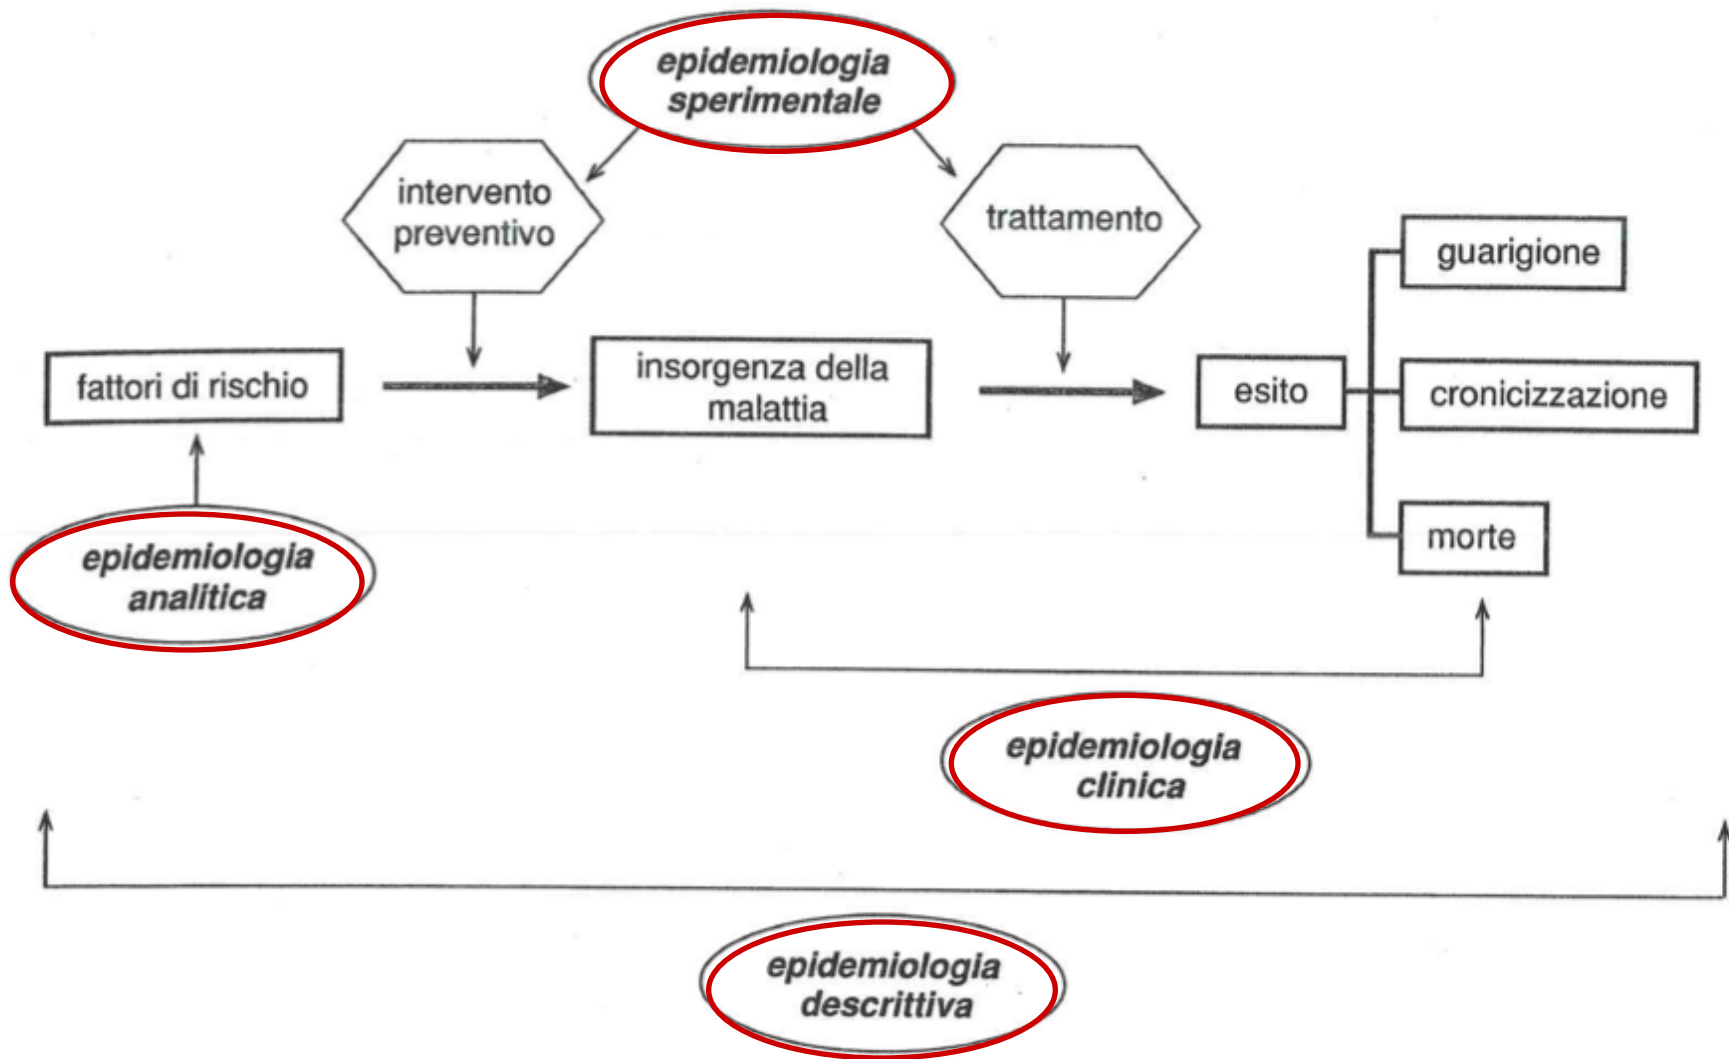 epidemiologia
sperimentale
intervento
preventivo
trattamento
guarigione
fattori di rischio
insorgenza della
malattia
esito
cronicizzazione
morte
epidemiologia
analitica
epidemiologia
clinica
epidemiologia
descrittiva